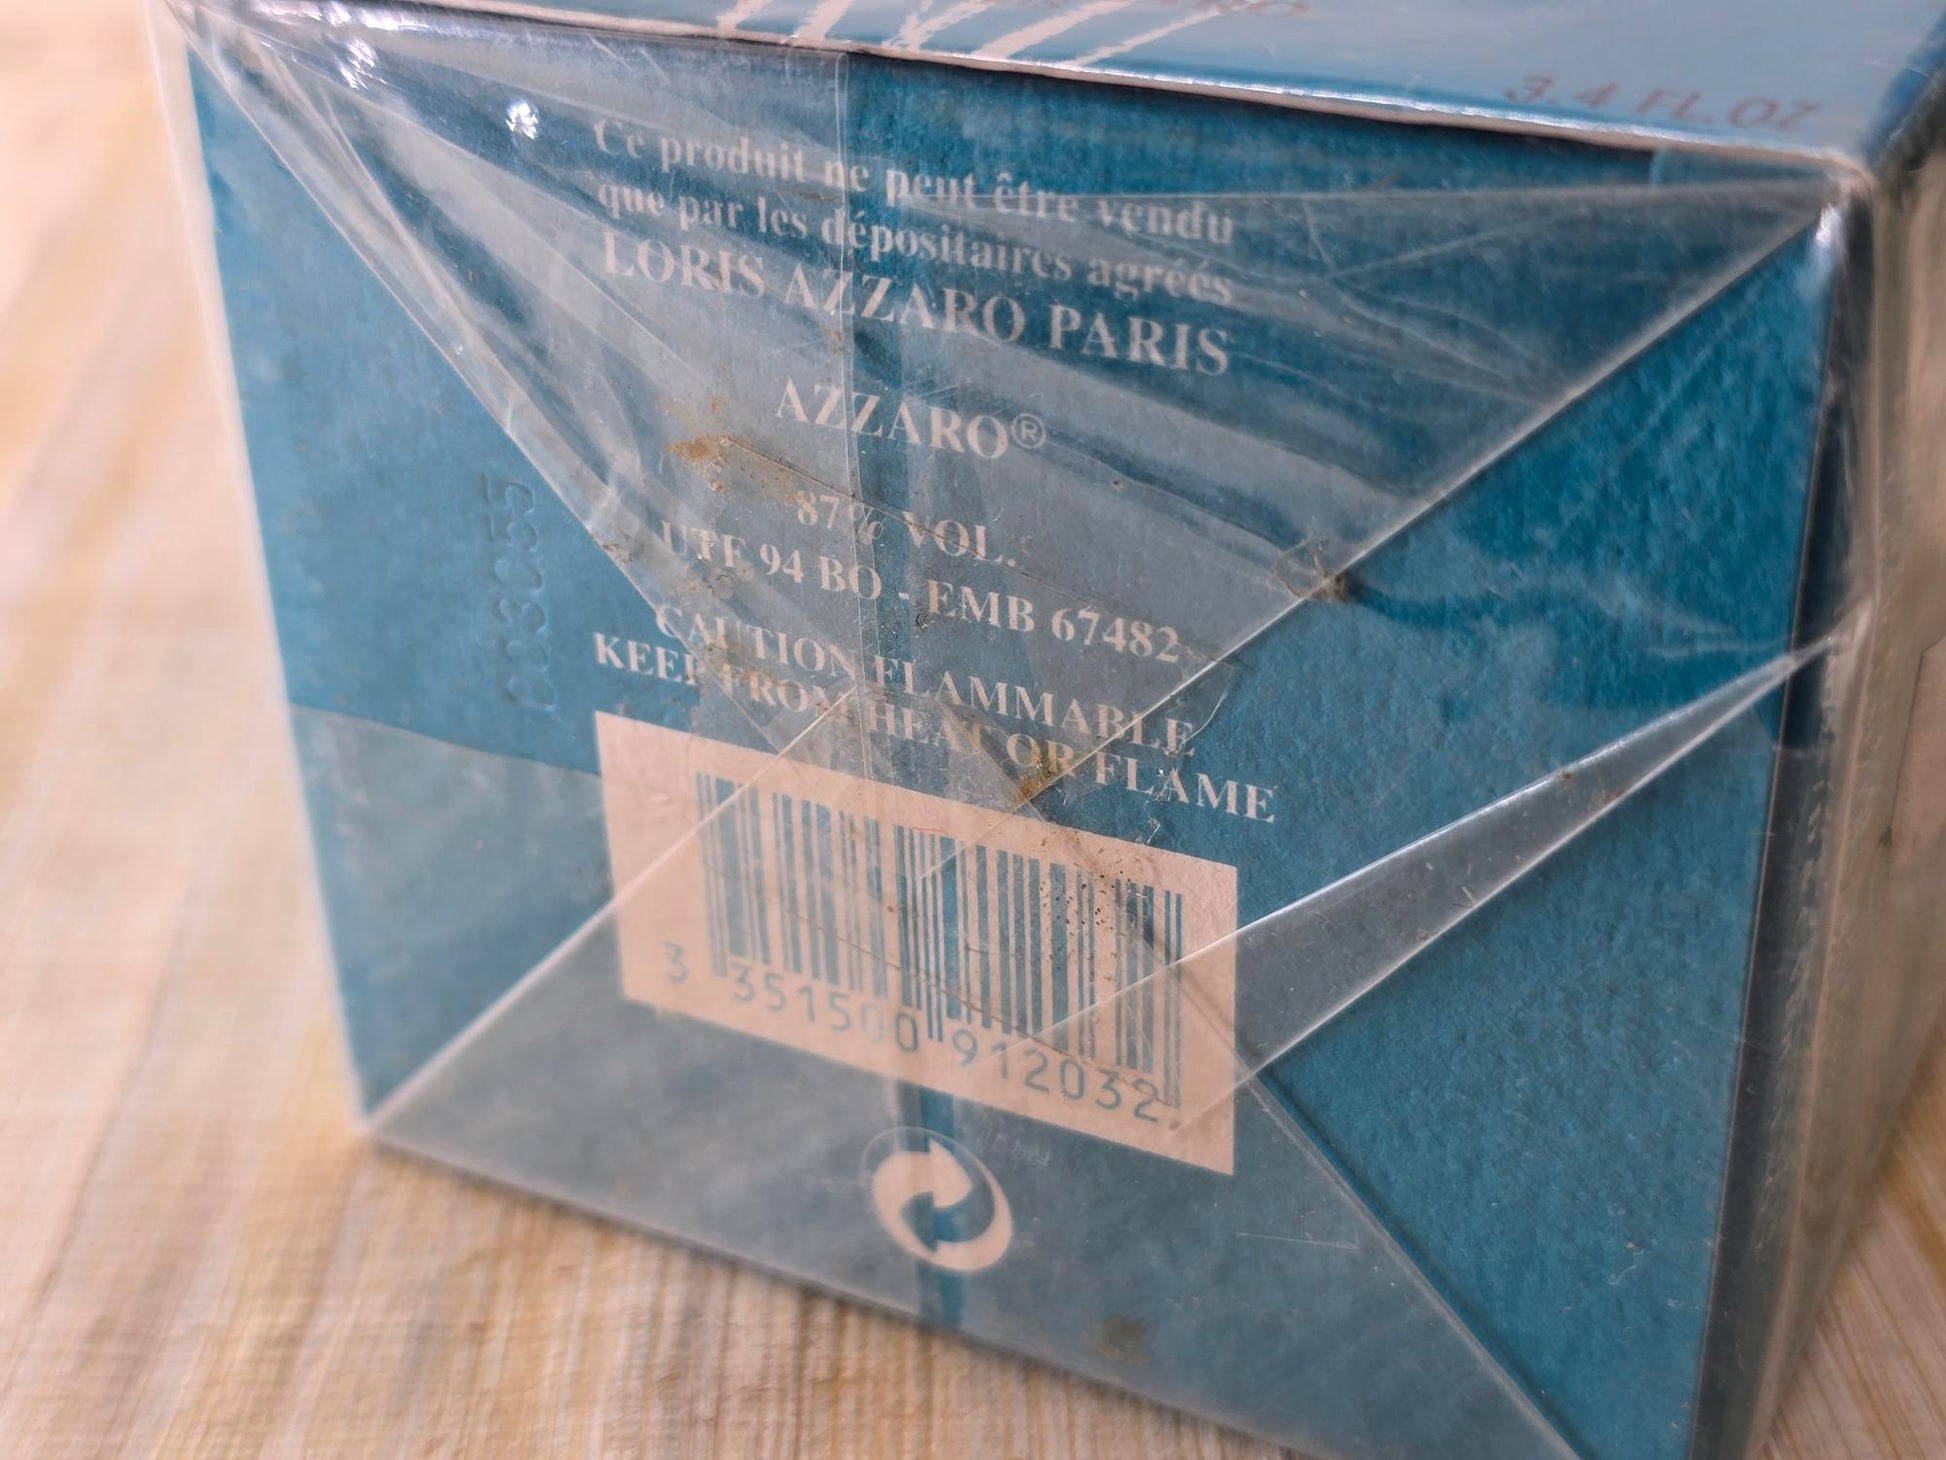 3.4 FL.OZ
Ce produit ne peut être vendu
que par les dépositaires agréés
LORIS AZZARO PARIS
AZZARO®
87% VOL.
UTE 94 BO - EMB 67482
CAUTION FLAMMABLE
KEEP FROM HEAT OR FLAME
3 351500 912032